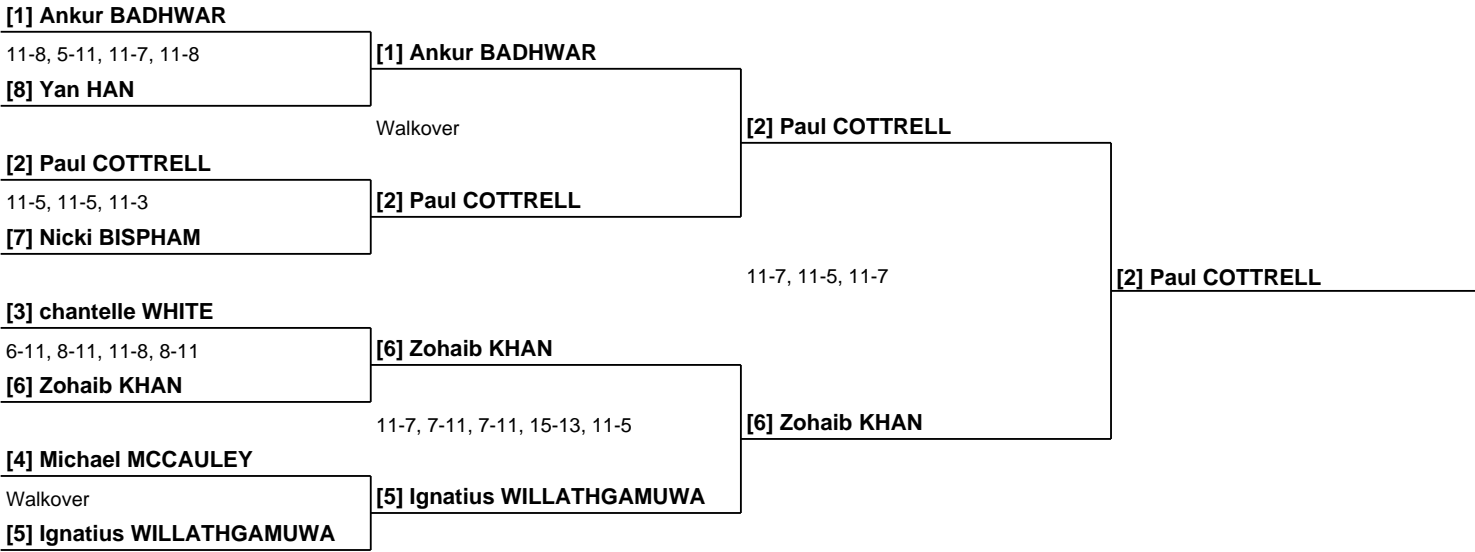 [1] Ankur BADHWAR
11-8, 5-11, 11-7, 11-8
[1] Ankur BADHWAR
[8] Yan HAN
Walkover
[2] Paul COTTRELL
[2] Paul COTTRELL
11-5, 11-5, 11-3
[2] Paul COTTRELL
[7] Nicki BISPHAM
11-7, 11-5, 11-7
[2] Paul COTTRELL
[3] chantelle WHITE
6-11, 8-11, 11-8, 8-11
[6] Zohaib KHAN
[6] Zohaib KHAN
11-7, 7-11, 7-11, 15-13, 11-5
[6] Zohaib KHAN
[4] Michael MCCAULEY
Walkover
[5] Ignatius WILLATHGAMUWA
[5] Ignatius WILLATHGAMUWA